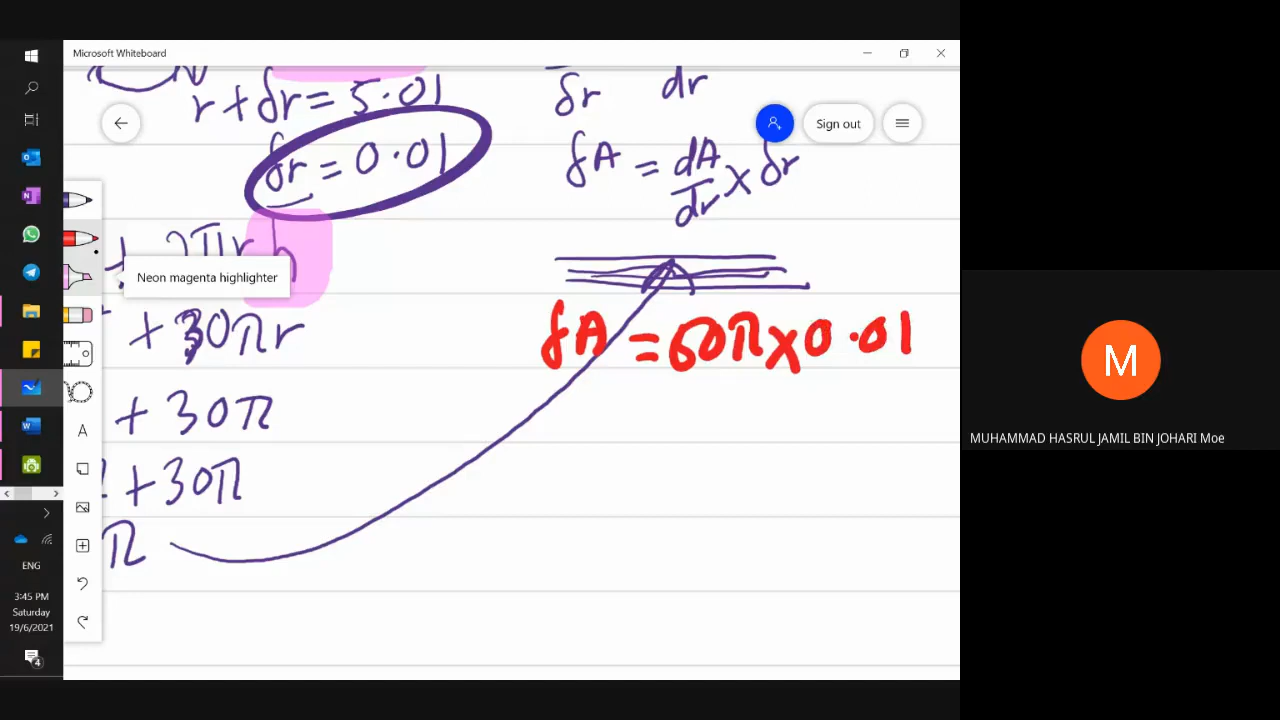 Microsoft Whiteboard
r + δr = 5.01
δr = 0.01
+ 2πrh
+ 30πr
+ 30π
+ 30π
π
δr dr
δA = dA/dr × δr
δA = 60π × 0.01
Sign out
Neon magenta highlighter
A
ENG
3:45 PM
Saturday
19/6/2021
4
M
MUHAMMAD HASRUL JAMIL BIN JOHARI Moe